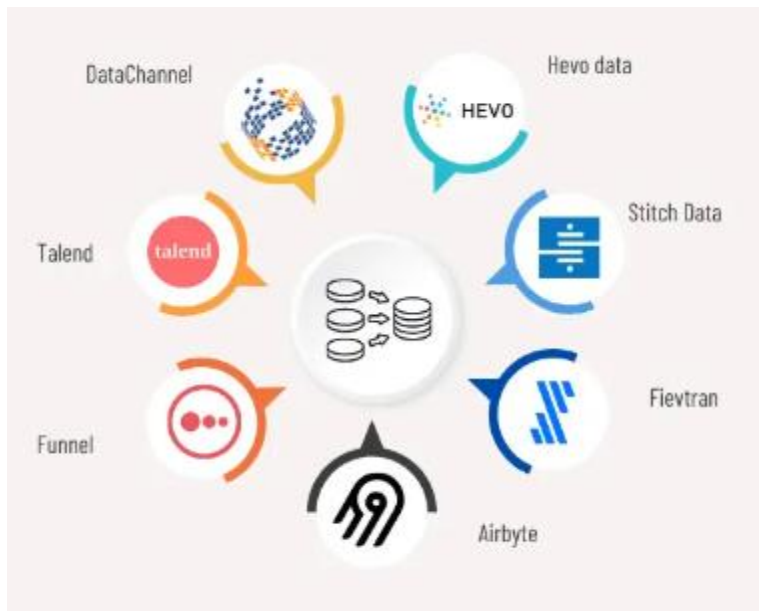 DataChannel
Hevo data
HEVO
Stitch Data
Talend
talend
Fievtran
Funnel
Airbyte